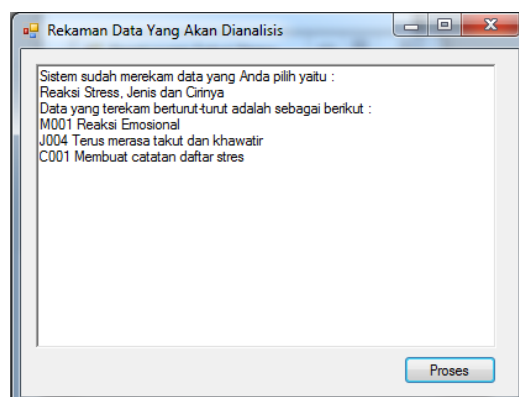 Rekaman Data Yang Akan Dianalisis
Sistem sudah merekam data yang Anda pilih yaitu :
Reaksi Stress, Jenis dan Cirinya
Data yang terekam berturut-turut adalah sebagai berikut :
M001 Reaksi Emosional
J004 Terus merasa takut dan khawatir
C001 Membuat catatan daftar stres
Proses